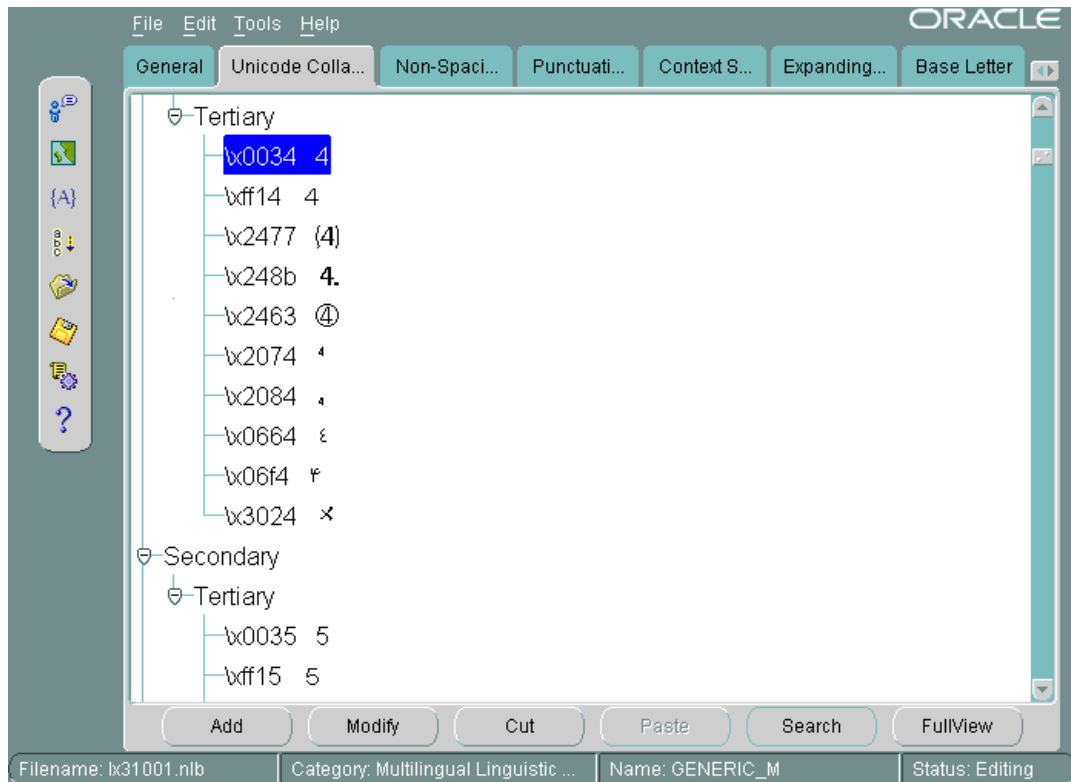 File Edit Tools Help ORACLE
General Unicode Colla... Non-Spaci... Punctuati... Context S... Expanding... Base Letter
Tertiary
\x0034 4
\xff14 4
\x2477 (4)
\x248b 4.
\x2463 ④
\x2074 ⁴
\x2084 ₄
\x0664 ٤
\x06f4 ۴
\x3024 〤
Secondary
Tertiary
\x0035 5
\xff15 5
{A}
a
b
c
?
Add Modify Cut Paste Search FullView
Filename: lx31001.nlb Category: Multilingual Linguistic ... Name: GENERIC_M Status: Editing